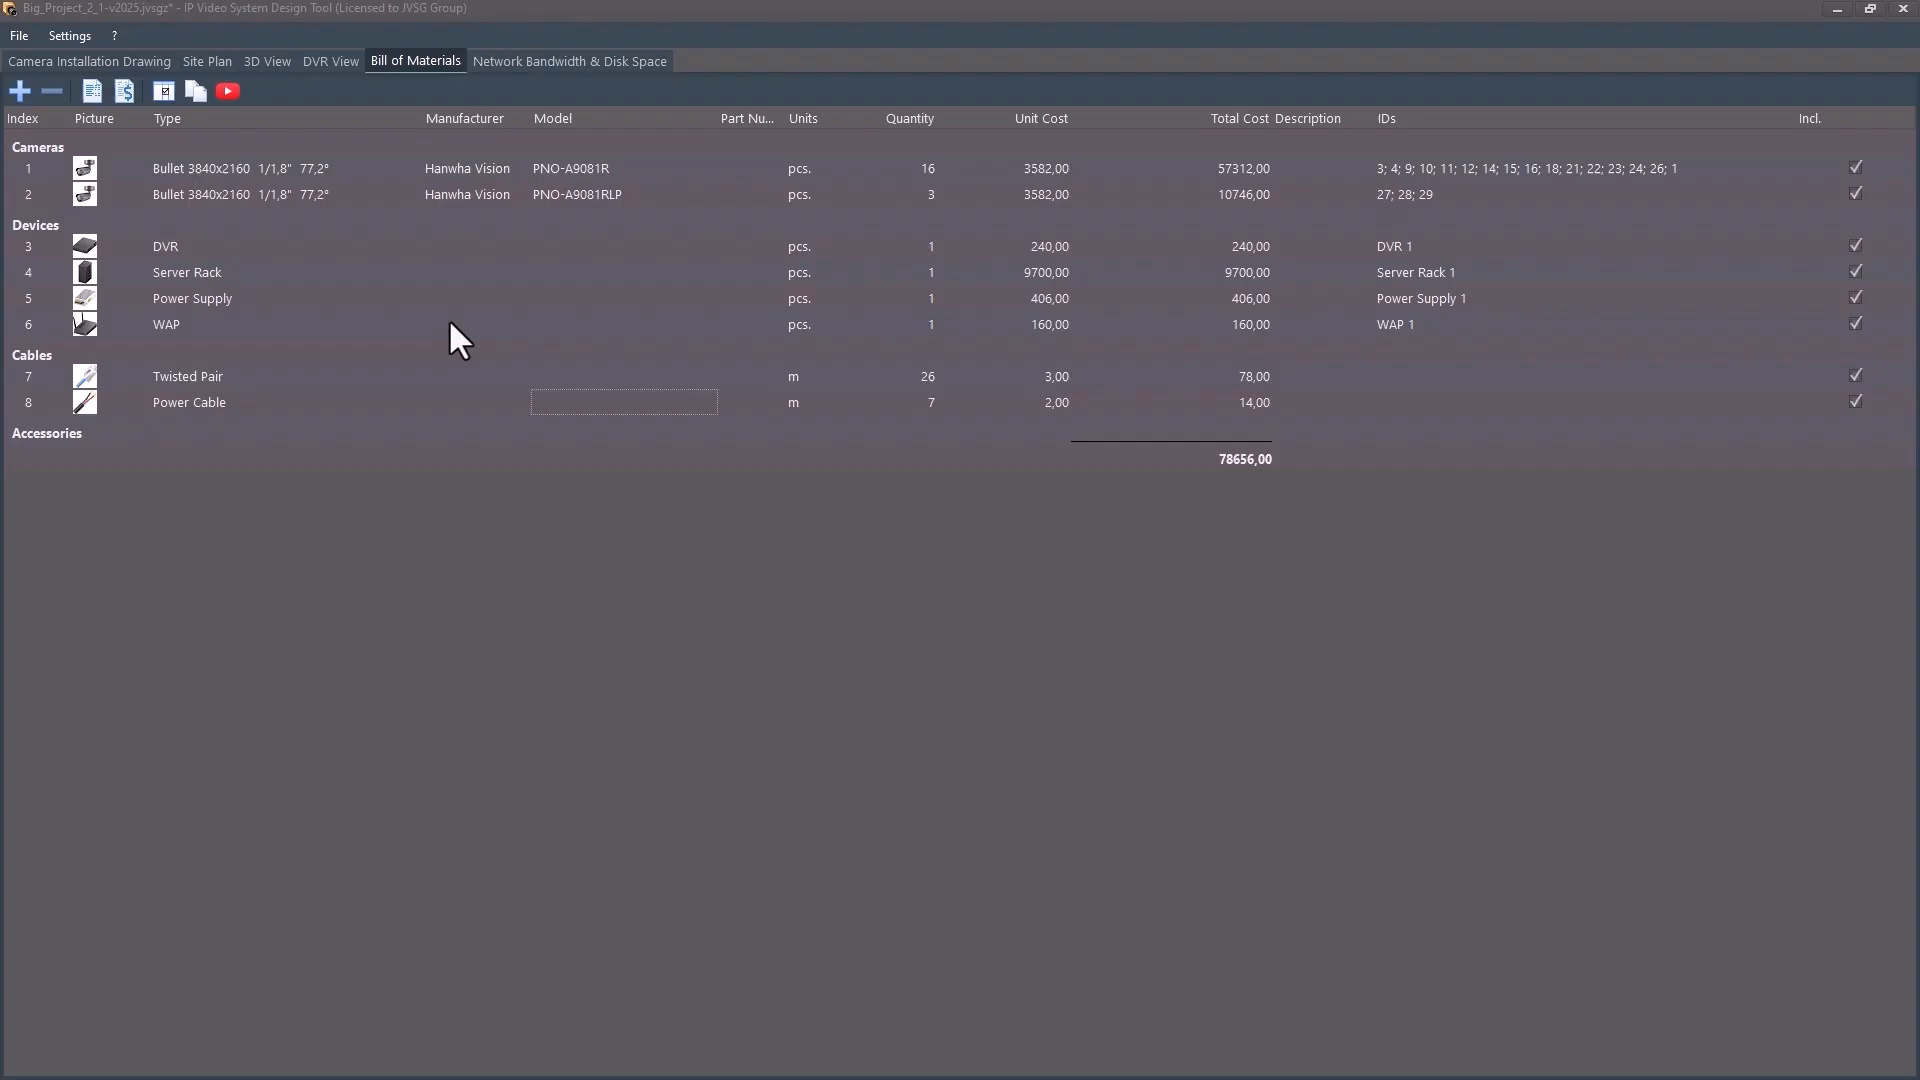 Big_Project_2_1-v2025.jvsgz* - IP Video System Design Tool (Licensed to JVSG Group)
File Settings ?
Camera Installation Drawing Site Plan 3D View DVR View Bill of Materials Network Bandwidth & Disk Space
Index Picture Type Manufacturer Model Part Nu... Units Quantity Unit Cost Total Cost Description IDs Incl.
Cameras
1 Bullet 3840x2160 1/1,8" 77,2° Hanwha Vision PNO-A9081R pcs. 16 3582,00 57312,00 3; 4; 9; 10; 11; 12; 14; 15; 16; 18; 21; 22; 23; 24; 26; 1
2 Bullet 3840x2160 1/1,8" 77,2° Hanwha Vision PNO-A9081RLP pcs. 3 3582,00 10746,00 27; 28; 29
Devices
3 DVR pcs. 1 240,00 240,00 DVR 1
4 Server Rack pcs. 1 9700,00 9700,00 Server Rack 1
5 Power Supply pcs. 1 406,00 406,00 Power Supply 1
6 WAP pcs. 1 160,00 160,00 WAP 1
Cables
7 Twisted Pair m 26 3,00 78,00
8 Power Cable m 7 2,00 14,00
Accessories
78656,00